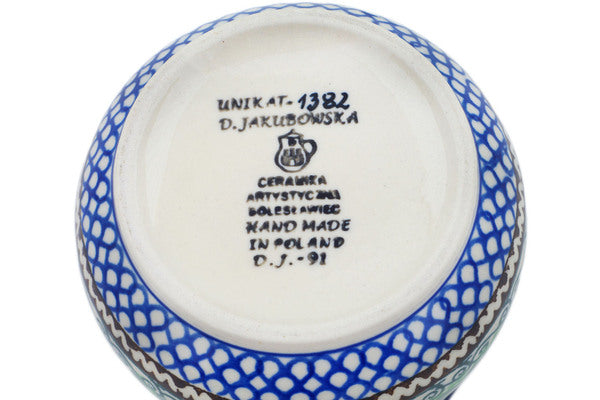 UNIKAT-1382
D. JAKUBOWSKA
CERAMIKA
ARTYSTYCZNA
BOLESŁAWIEC
HAND MADE
IN POLAND
D.J.-91